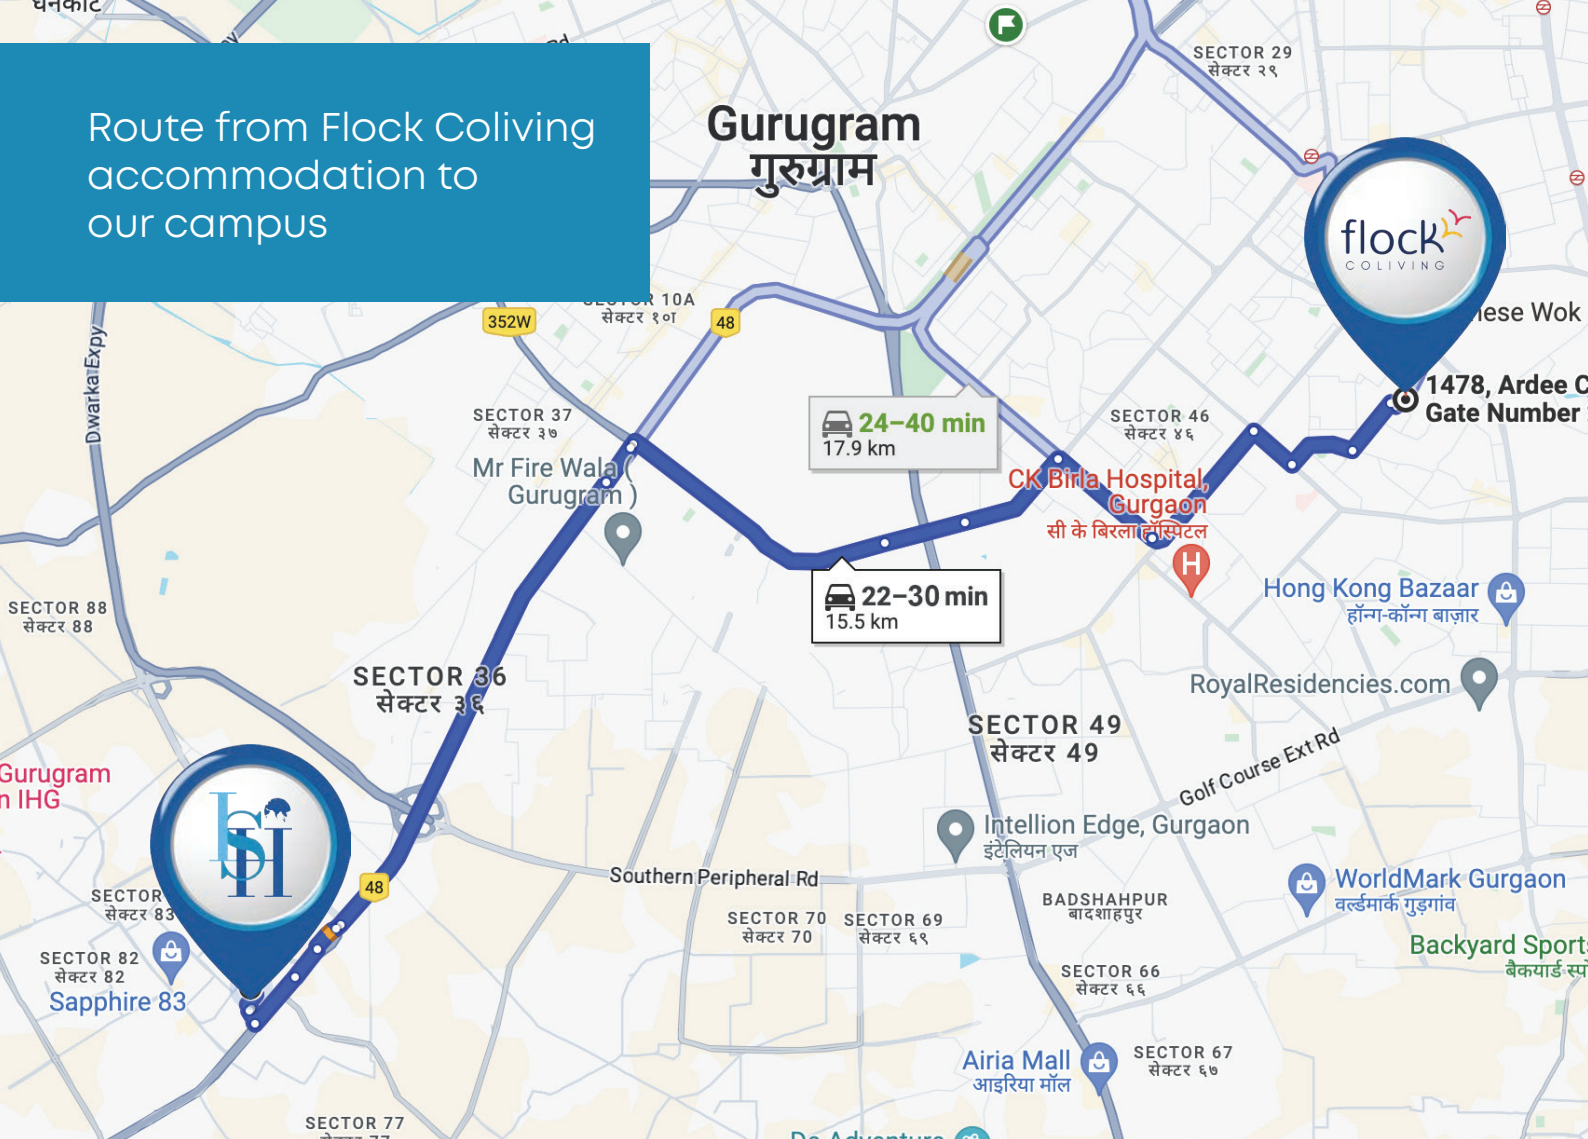 धनकोट
Route from Flock Coliving
accommodation to
our campus
Gurugram
गुरुग्राम
SECTOR 29
सेक्टर २९
flock
COLIVING
352W
सेक्टर १०ए
48
Dwarka Expy
SECTOR 37
सेक्टर ३७
Mr Fire Wala (
Gurugram )
24–40 min
17.9 km
SECTOR 46
सेक्टर ४६
1478, Ardee
Gate Number
Wok
CK Birla Hospital,
Gurgaon
सी के बिरला हॉस्पिटल
H
22–30 min
15.5 km
Hong Kong Bazaar
हॉन्ग-कॉन्ग बाज़ार
SECTOR 88
सेक्टर 88
SECTOR 36
सेक्टर ३६
RoyalResidencies.com
SECTOR 49
सेक्टर 49
Golf Course Ext Rd
Gurugram
IHG
ISH
Intellion Edge, Gurgaon
इंटेलियन एज
Southern Peripheral Rd
48
WorldMark Gurgaon
वर्ल्डमार्क गुड़गांव
SECTOR
सेक्टर 83
BADSHAHPUR
बादशाहपुर
SECTOR 70
सेक्टर 70
SECTOR 69
सेक्टर ६९
Backyard Sports
बैकयार्ड
SECTOR 82
सेक्टर 82
Sapphire 83
SECTOR 66
सेक्टर ६६
Airia Mall
आइरिया मॉल
SECTOR 67
सेक्टर ६७
SECTOR 77
De Adventure